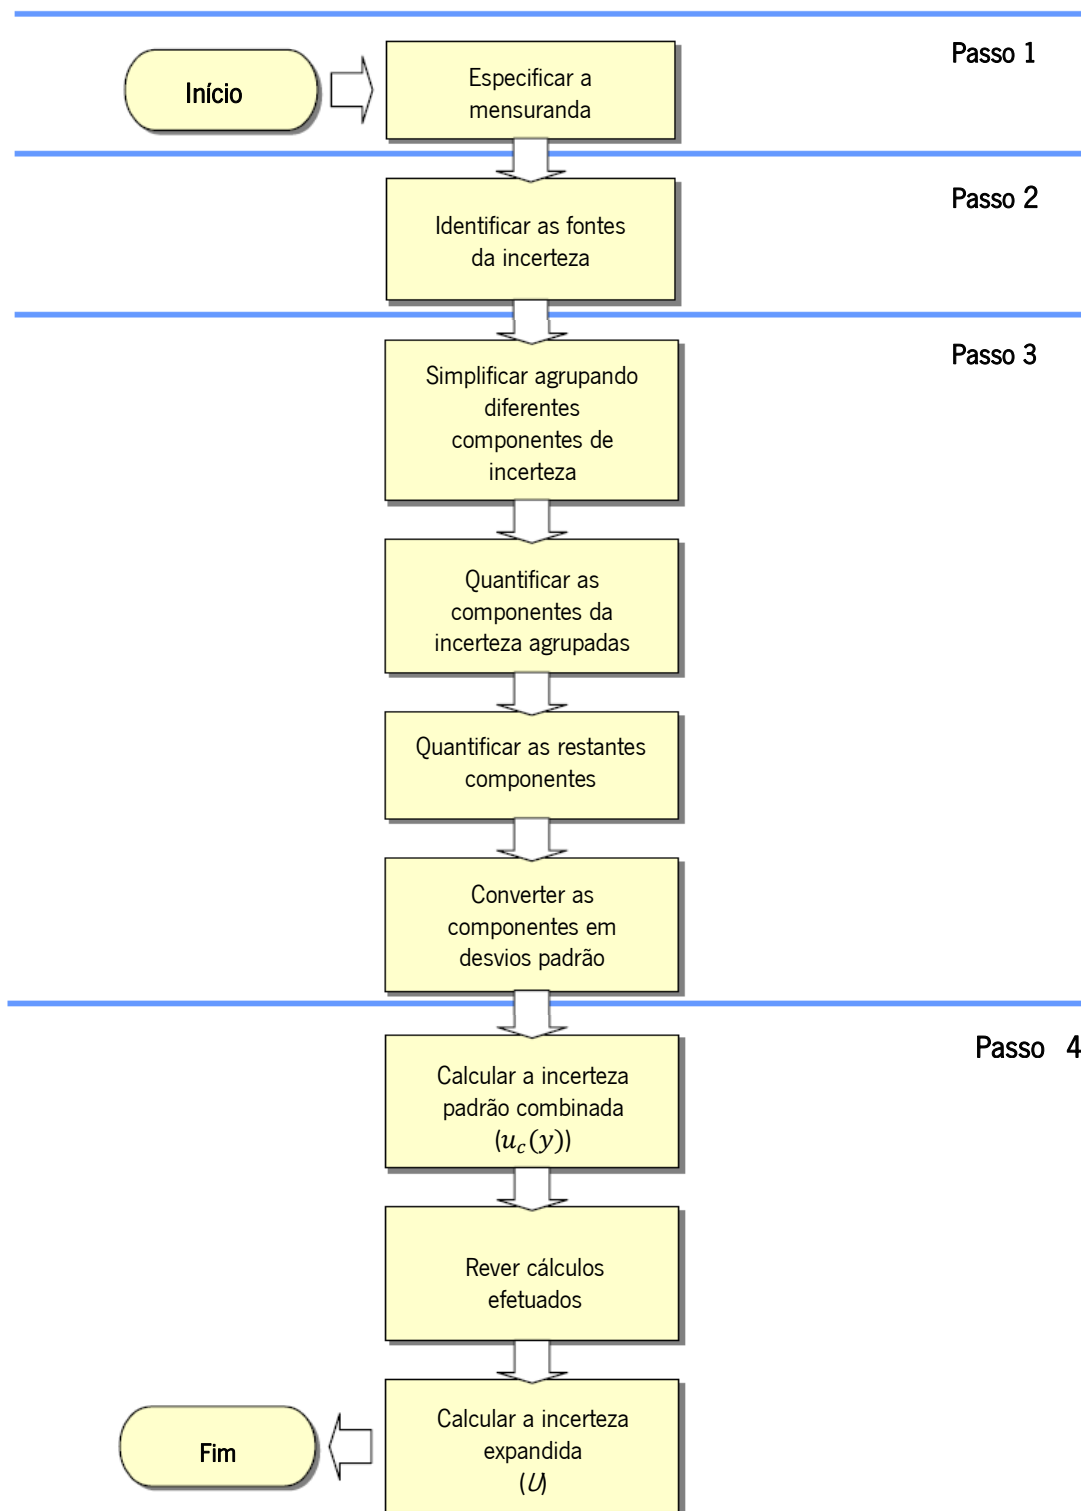 Passo 1
Início
Especificar a
mensuranda
Passo 2
Identificar as fontes
da incerteza
Passo 3
Simplificar agrupando
diferentes
componentes de
incerteza
Quantificar as
componentes da
incerteza agrupadas
Quantificar as restantes
componentes
Converter as
componentes em
desvios padrão
Passo 4
Calcular a incerteza
padrão combinada
(u_c(y))
Rever cálculos
efetuados
Calcular a incerteza
expandida
(U)
Fim